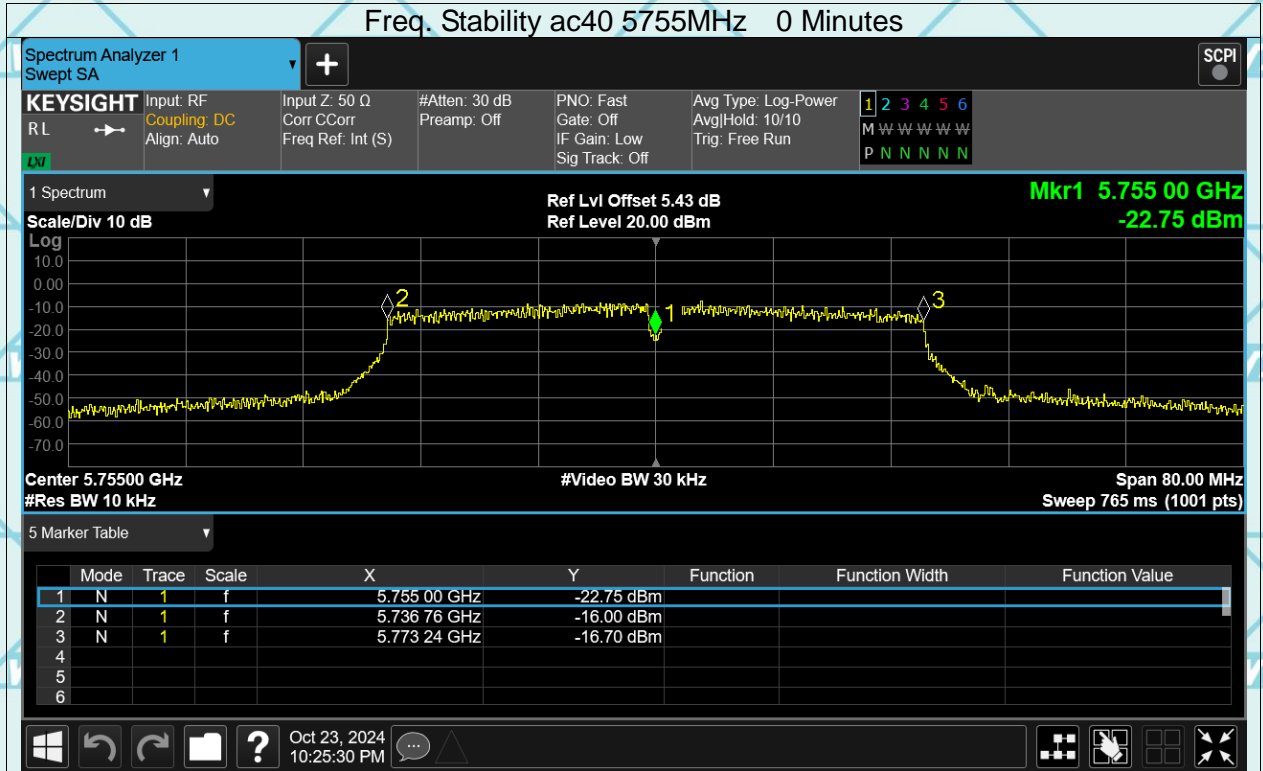 Freq. Stability ac40 5755MHz 0 Minutes
Spectrum Analyzer 1
Swept SA
SCPI
KEYSIGHT
RL
LXI
Input: RF
Coupling: DC
Align: Auto
Input Z: 50 Ω
Corr CCorr
Freq Ref: Int (S)
#Atten: 30 dB
Preamp: Off
PNO: Fast
Gate: Off
IF Gain: Low
Sig Track: Off
Avg Type: Log-Power
Avg|Hold: 10/10
Trig: Free Run
1 2 3 4 5 6
M W W W W W W
P N N N N N N
1 Spectrum
Scale/Div 10 dB
Ref Lvl Offset 5.43 dB
Ref Level 20.00 dBm
Mkr1 5.755 00 GHz
-22.75 dBm
Log
10.0
0.00
-10.0
-20.0
-30.0
-40.0
-50.0
-60.0
-70.0
2
1
3
Center 5.75500 GHz
#Res BW 10 kHz
#Video BW 30 kHz
Span 80.00 MHz
Sweep 765 ms (1001 pts)
5 Marker Table
Mode Trace Scale X Y Function Function Width Function Value
1 N 1 f 5.755 00 GHz -22.75 dBm
2 N 1 f 5.736 76 GHz -16.00 dBm
3 N 1 f 5.773 24 GHz -16.70 dBm
4
5
6
?
Oct 23, 2024
10:25:30 PM